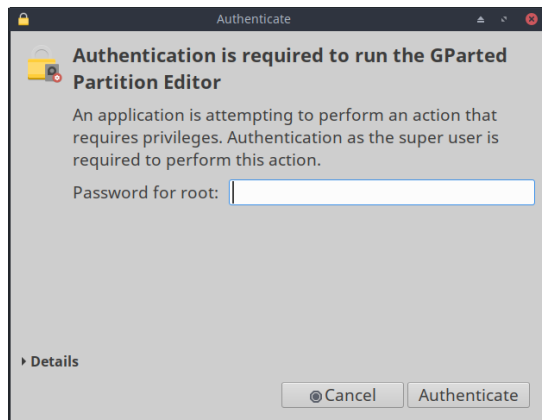 Authenticate
Authentication is required to run the GParted
Partition Editor
An application is attempting to perform an action that
requires privileges. Authentication as the super user is
required to perform this action.
Password for root:
Details
Cancel Authenticate